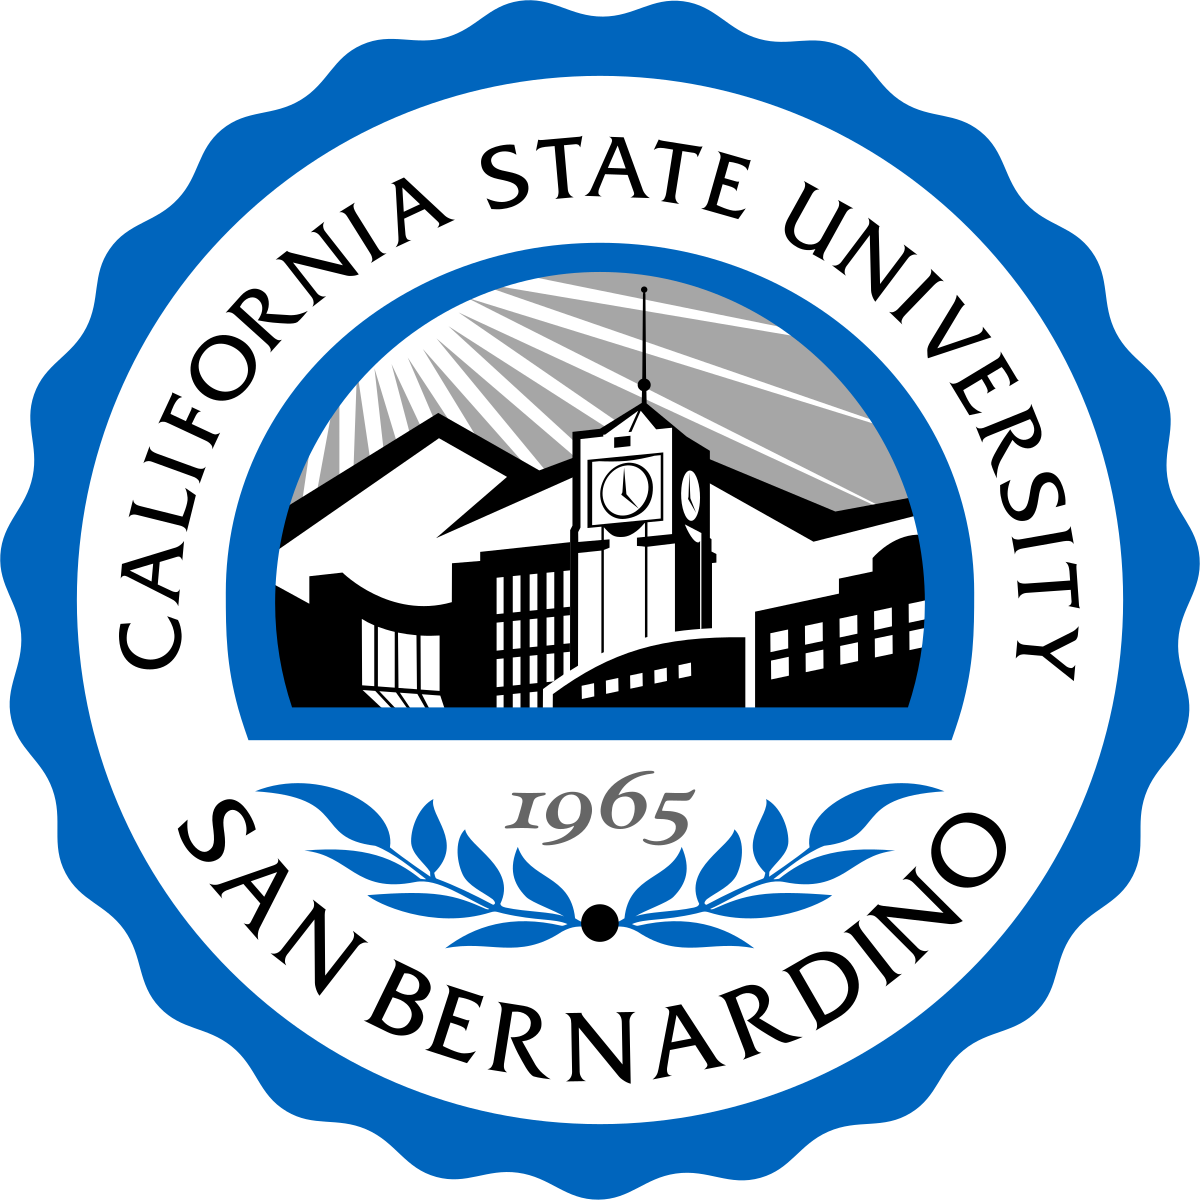 CALIFORNIA STATE UNIVERSITY
1965
SAN BERNARDINO